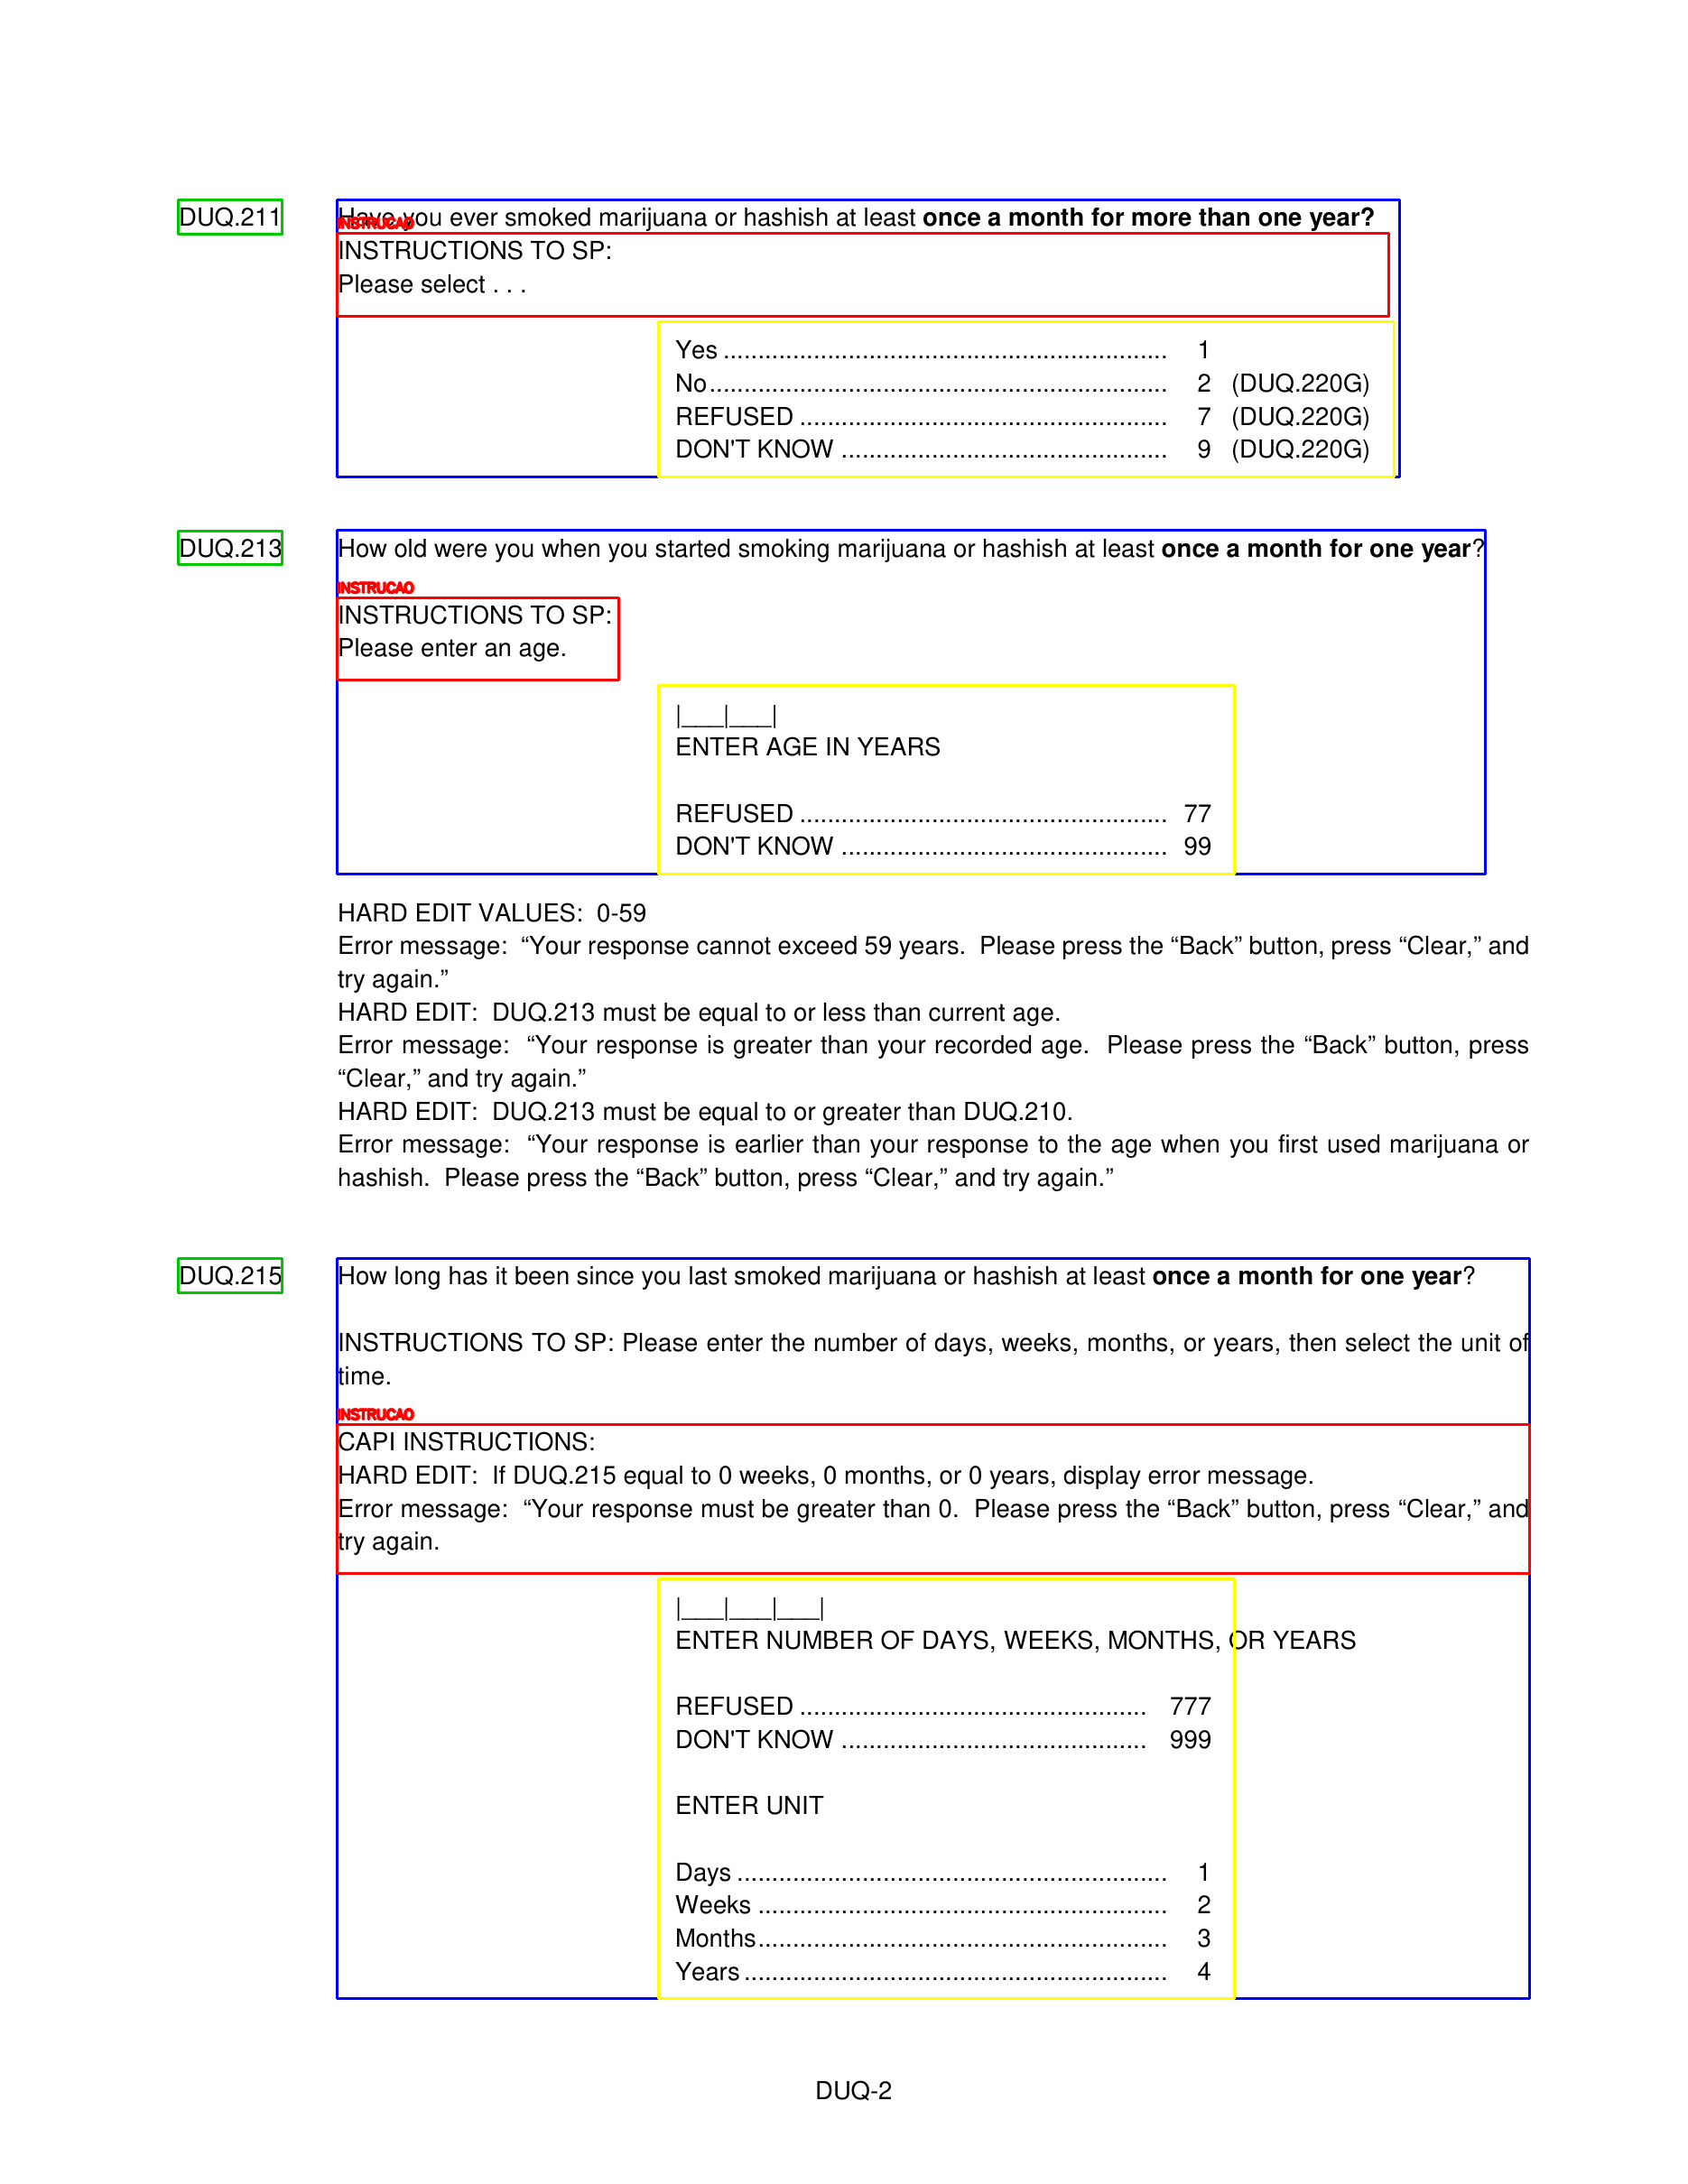 DUQ.211 Have you ever smoked marijuana or hashish at least once a month for more than one year?
INSTRUCAO
INSTRUCTIONS TO SP:
Please select . . .
Yes ................................................................ 1
No.................................................................. 2 (DUQ.220G)
REFUSED ..................................................... 7 (DUQ.220G)
DON'T KNOW ............................................... 9 (DUQ.220G)
DUQ.213 How old were you when you started smoking marijuana or hashish at least once a month for one year?
INSTRUCAO
INSTRUCTIONS TO SP:
Please enter an age.
|___|___|
ENTER AGE IN YEARS
REFUSED ..................................................... 77
DON'T KNOW ............................................... 99
HARD EDIT VALUES: 0-59
Error message: “Your response cannot exceed 59 years. Please press the “Back” button, press “Clear,” and
try again.”
HARD EDIT: DUQ.213 must be equal to or less than current age.
Error message: “Your response is greater than your recorded age. Please press the “Back” button, press
“Clear,” and try again.”
HARD EDIT: DUQ.213 must be equal to or greater than DUQ.210.
Error message: “Your response is earlier than your response to the age when you first used marijuana or
hashish. Please press the “Back” button, press “Clear,” and try again.”
DUQ.215 How long has it been since you last smoked marijuana or hashish at least once a month for one year?
INSTRUCTIONS TO SP: Please enter the number of days, weeks, months, or years, then select the unit of
time.
INSTRUCAO
CAPI INSTRUCTIONS:
HARD EDIT: If DUQ.215 equal to 0 weeks, 0 months, or 0 years, display error message.
Error message: “Your response must be greater than 0. Please press the “Back” button, press “Clear,” and
try again.
|___|___|___|
ENTER NUMBER OF DAYS, WEEKS, MONTHS, OR YEARS
REFUSED .................................................. 777
DON'T KNOW ............................................ 999
ENTER UNIT
Days .............................................................. 1
Weeks ........................................................... 2
Months........................................................... 3
Years ............................................................. 4
DUQ-2